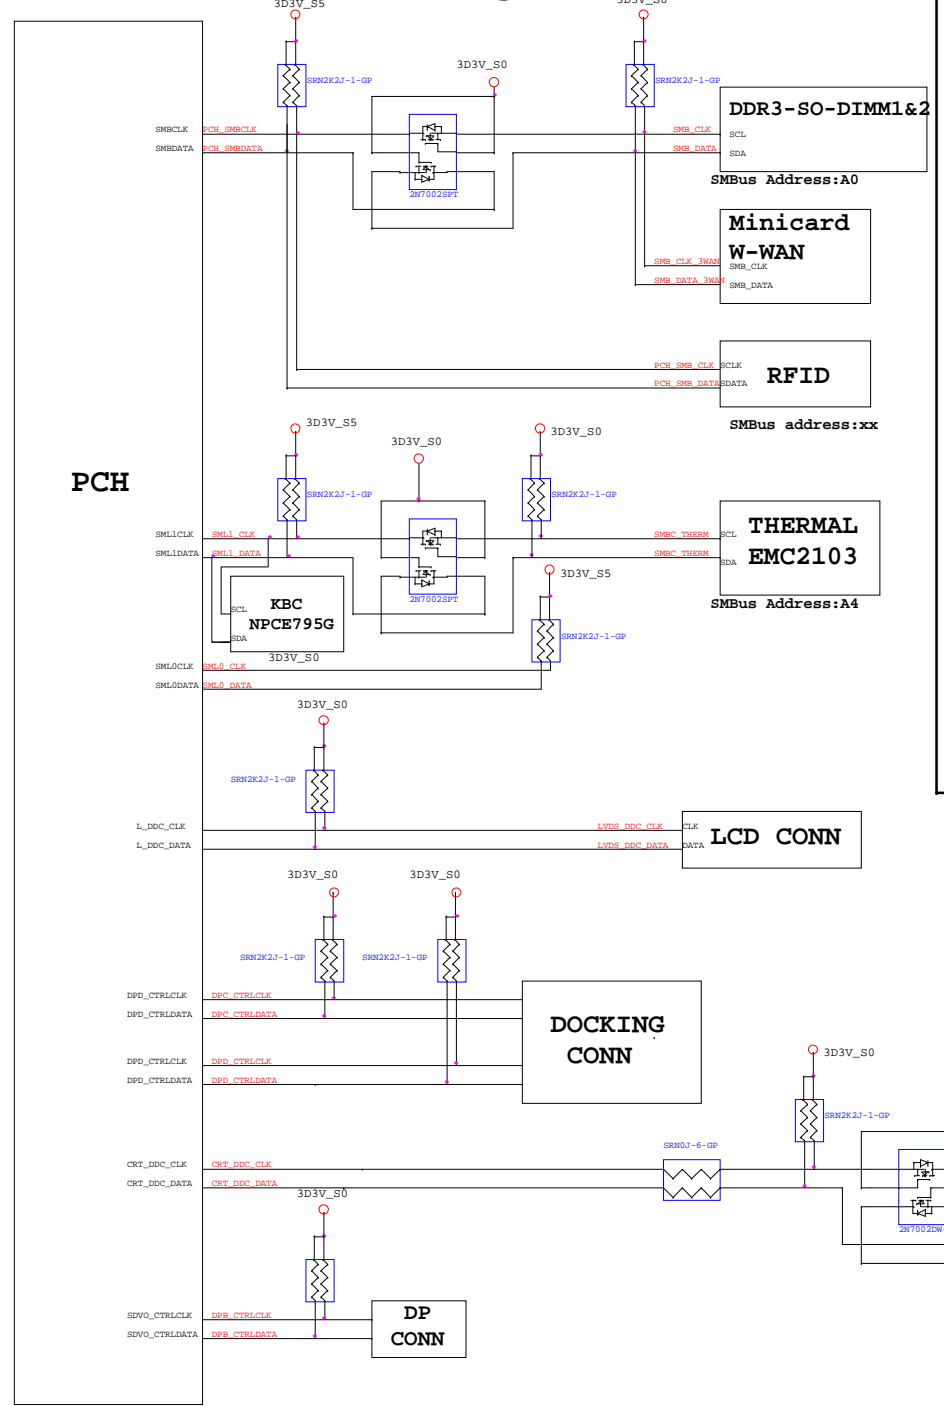 3D3V_S5
3D3V_S0
3D3V_S0
SRN2K2J-1-GP
SRN2K2J-1-GP
DDR3-SO-DIMM1&2
SMBCLK
PCH_SMBCLK
SMB_CLK
SCL
SMBDATA
PCH_SMBDATA
SMB_DATA
SDA
2N7002SPT
SMBus Address:A0
Minicard
W-WAN
SMB_CLK_3WAN
SMB_CLK
SMB_DATA_3WAN
SMB_DATA
PCH_SMB_CLK
SCLK
RFID
PCH_SMB_DATA
SDATA
SMBus address:xx
3D3V_S5
3D3V_S0
3D3V_S0
PCH
SRN2K2J-1-GP
SRN2K2J-1-GP
THERMAL
EMC2103
SML1CLK
SML1_CLK
SMBC_THERM
SCL
SML1DATA
SML1_DATA
SMBC_THERM
SDA
3D3V_S5
2N7002SPT
SMBus Address:A4
KBC
NPCE795G
SCL
SDA
SRN2K2J-1-GP
3D3V_S0
SML0CLK
SML0_CLK
SML0DATA
SML0_DATA
3D3V_S0
SRN2K2J-1-GP
L_DDC_CLK
LVDS_DDC_CLK
CLK
LCD CONN
L_DDC_DATA
LVDS_DDC_DATA
DATA
3D3V_S0
3D3V_S0
SRN2K2J-1-GP
SRN2K2J-1-GP
DPD_CTRLCLK
DPC_CTRLCLK
DPD_CTRLDATA
DPC_CTRLDATA
DOCKING
CONN
DPD_CTRLCLK
DPD_CTRLCLK
DPD_CTRLDATA
DPD_CTRLDATA
3D3V_S0
SRN2K2J-1-GP
SRN0J-6-GP
CRT_DDC_CLK
CRT_DDC_CLK
CRT_DDC_DATA
CRT_DDC_DATA
3D3V_S0
2N7002DW-
SDVO_CTRLCLK
DPB_CTRLCLK
SDVO_CTRLDATA
DPB_CTRLDATA
DP
CONN